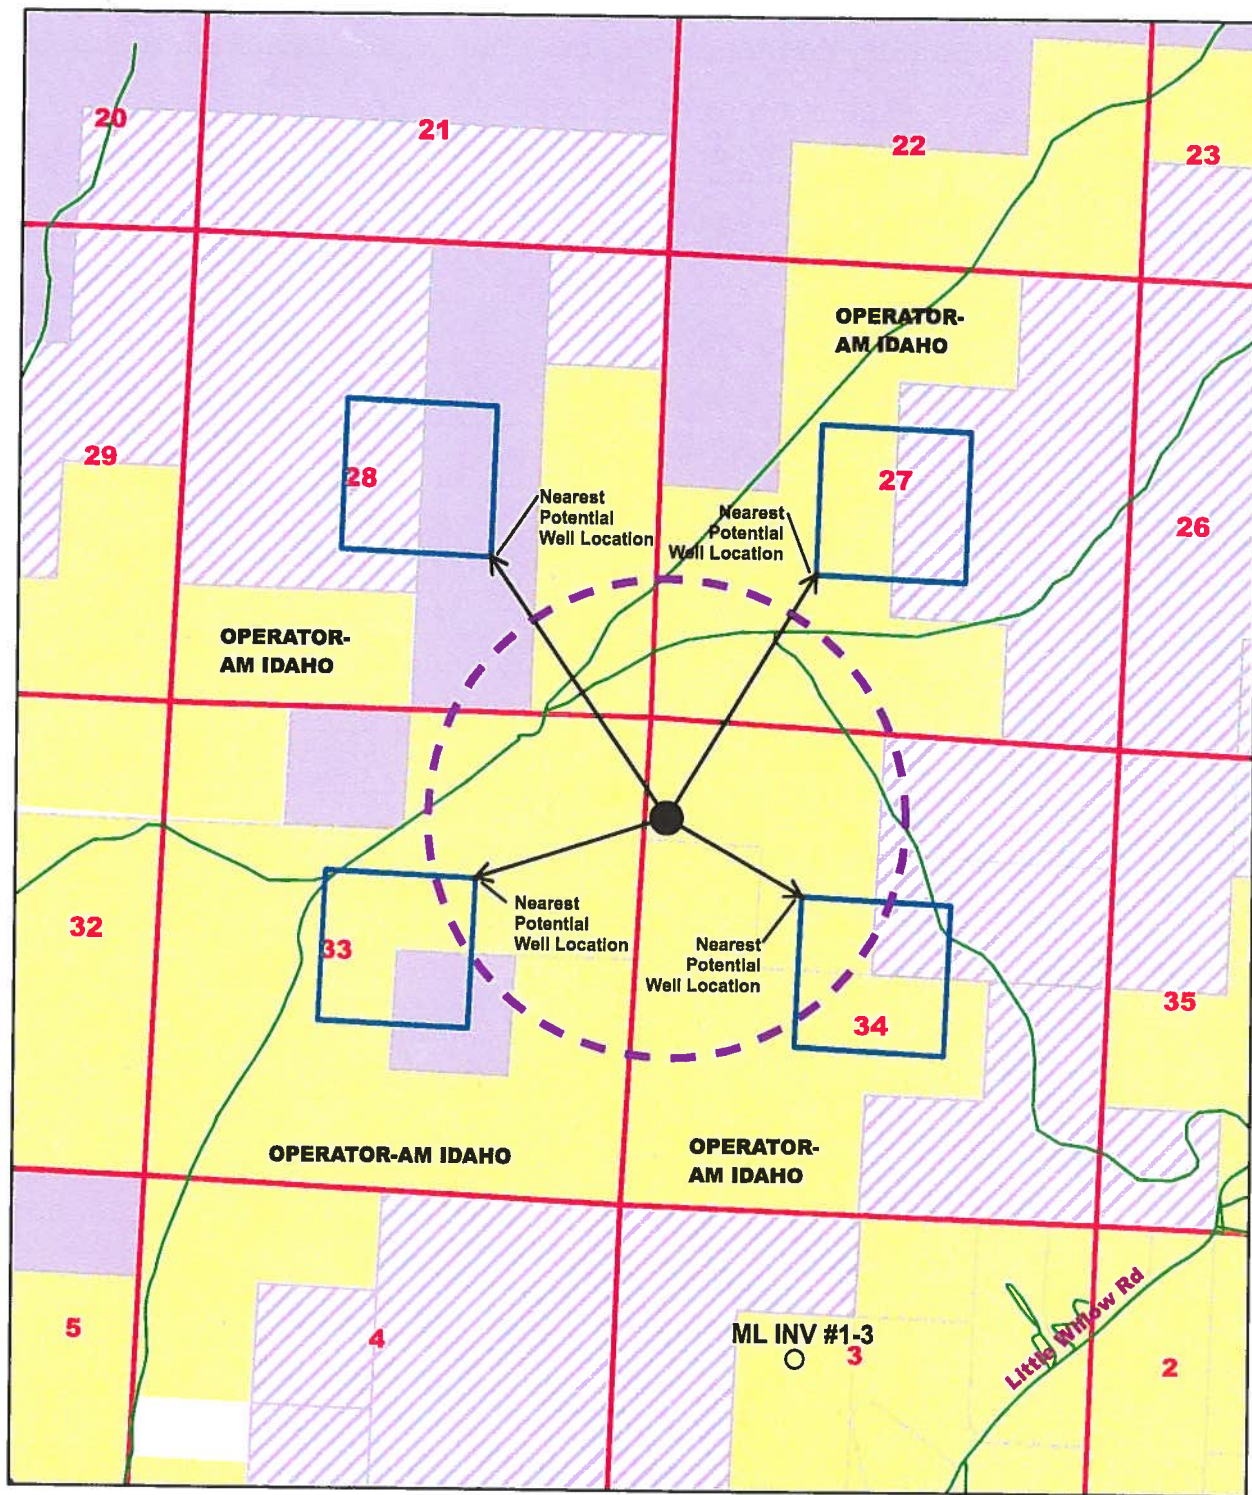 20
21
22
23
OPERATOR-
AM IDAHO
29
28
27
26
Nearest
Potential
Well Location
Nearest
Potential
Well Location
OPERATOR-
AM IDAHO
32
33
Nearest
Potential
Well Location
Nearest
Potential
Well Location
34
35
OPERATOR-AM IDAHO
OPERATOR-
AM IDAHO
5
4
ML INV #1-3
3
Little Willow Rd
2